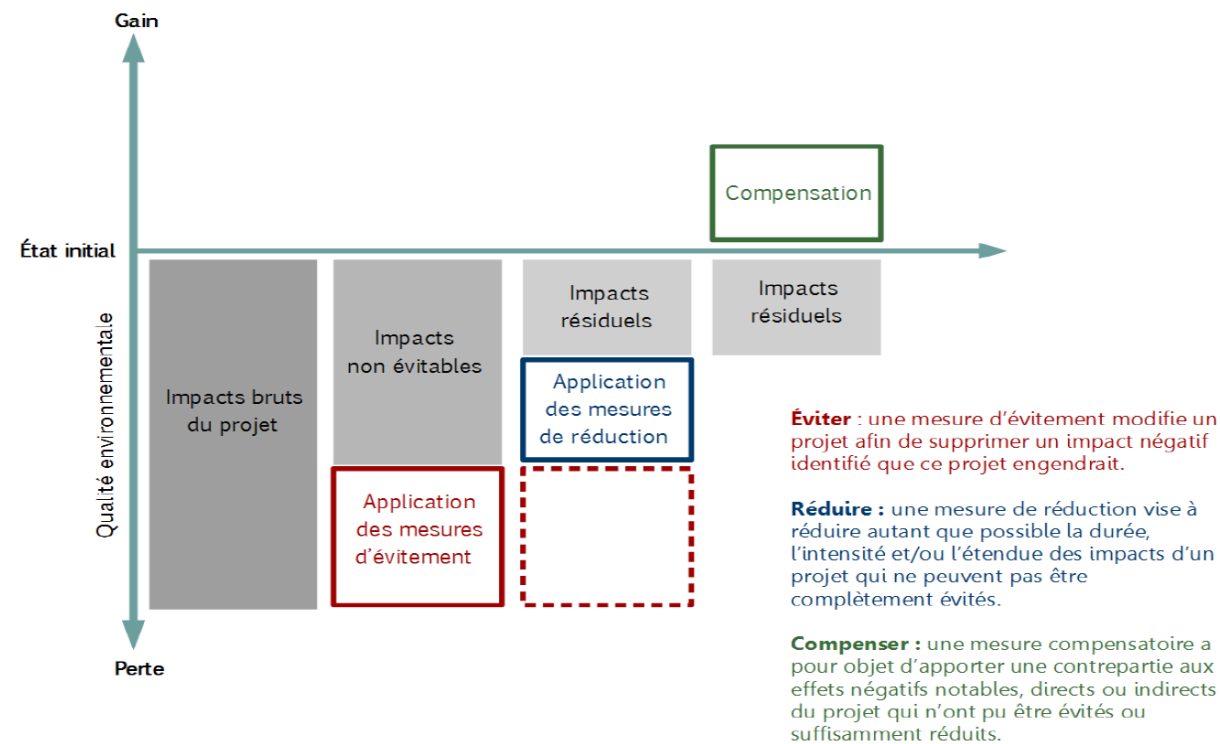 Gain
Compensation
État initial
Impacts bruts
du projet
Impacts
non évitables
Impacts
résiduels
Impacts
résiduels
Qualité environnementale
Application
des mesures
d'évitement
Application
des mesures
de réduction
Perte
Éviter : une mesure d'évitement modifie un
projet afin de supprimer un impact négatif
identifié que ce projet engendrait.
Réduire : une mesure de réduction vise à
réduire autant que possible la durée,
l'intensité et/ou l'étendue des impacts d'un
projet qui ne peuvent pas être
complètement évités.
Compenser : une mesure compensatoire a
pour objet d'apporter une contrepartie aux
effets négatifs notables, directs ou indirects
du projet qui n'ont pu être évités ou
suffisamment réduits.